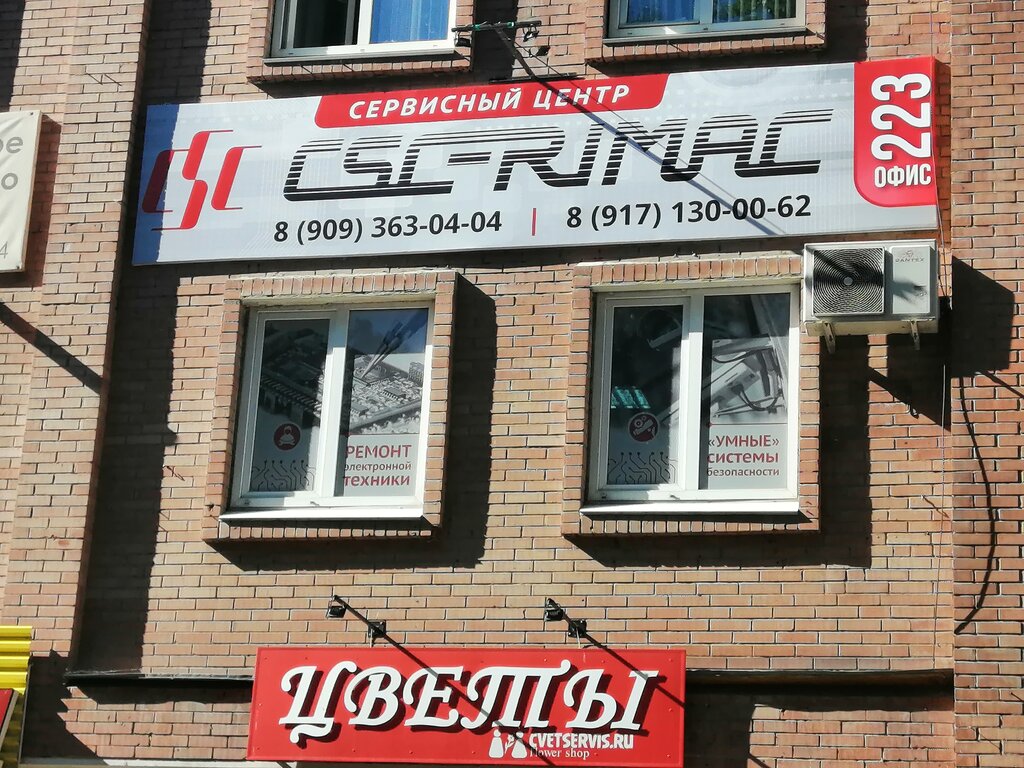 СЕРВИСНЫЙ ЦЕНТР
CSC-RIMAC
8 (909) 363-04-04 | 8 (917) 130-00-62
ОФИС 223
DANTEX
РЕМОНТ
электронной
техники
«УМНЫЕ»
системы
безопасности
ЦВЕТЫ
CVETSERVIS.RU
flower shop